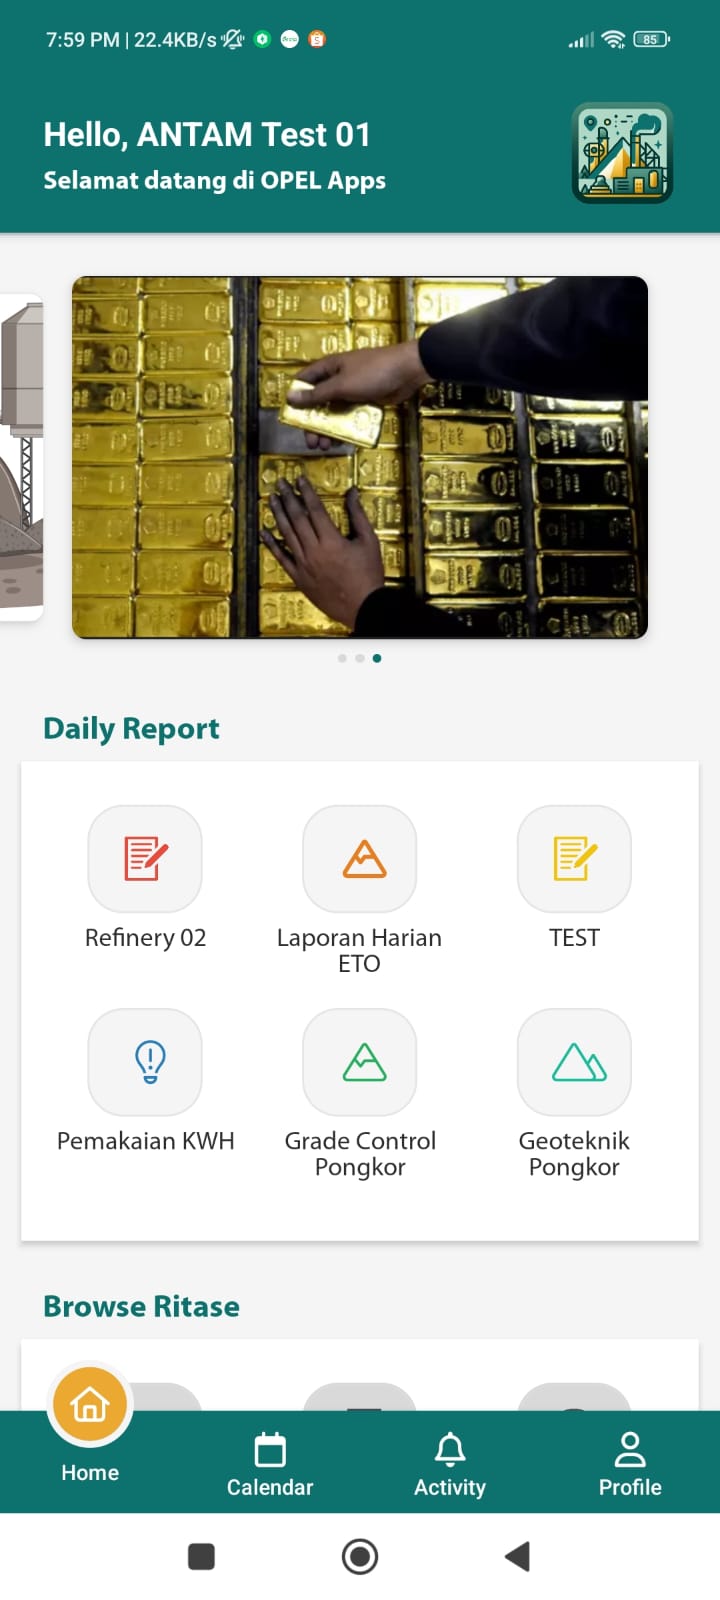 7:59 PM | 22.4KB/s
85
Hello, ANTAM Test 01
Selamat datang di OPEL Apps
Daily Report
Refinery 02
Laporan Harian
ETO
TEST
Pemakaian KWH
Grade Control
Pongkor
Geoteknik
Pongkor
Browse Ritase
Home
Calendar
Activity
Profile